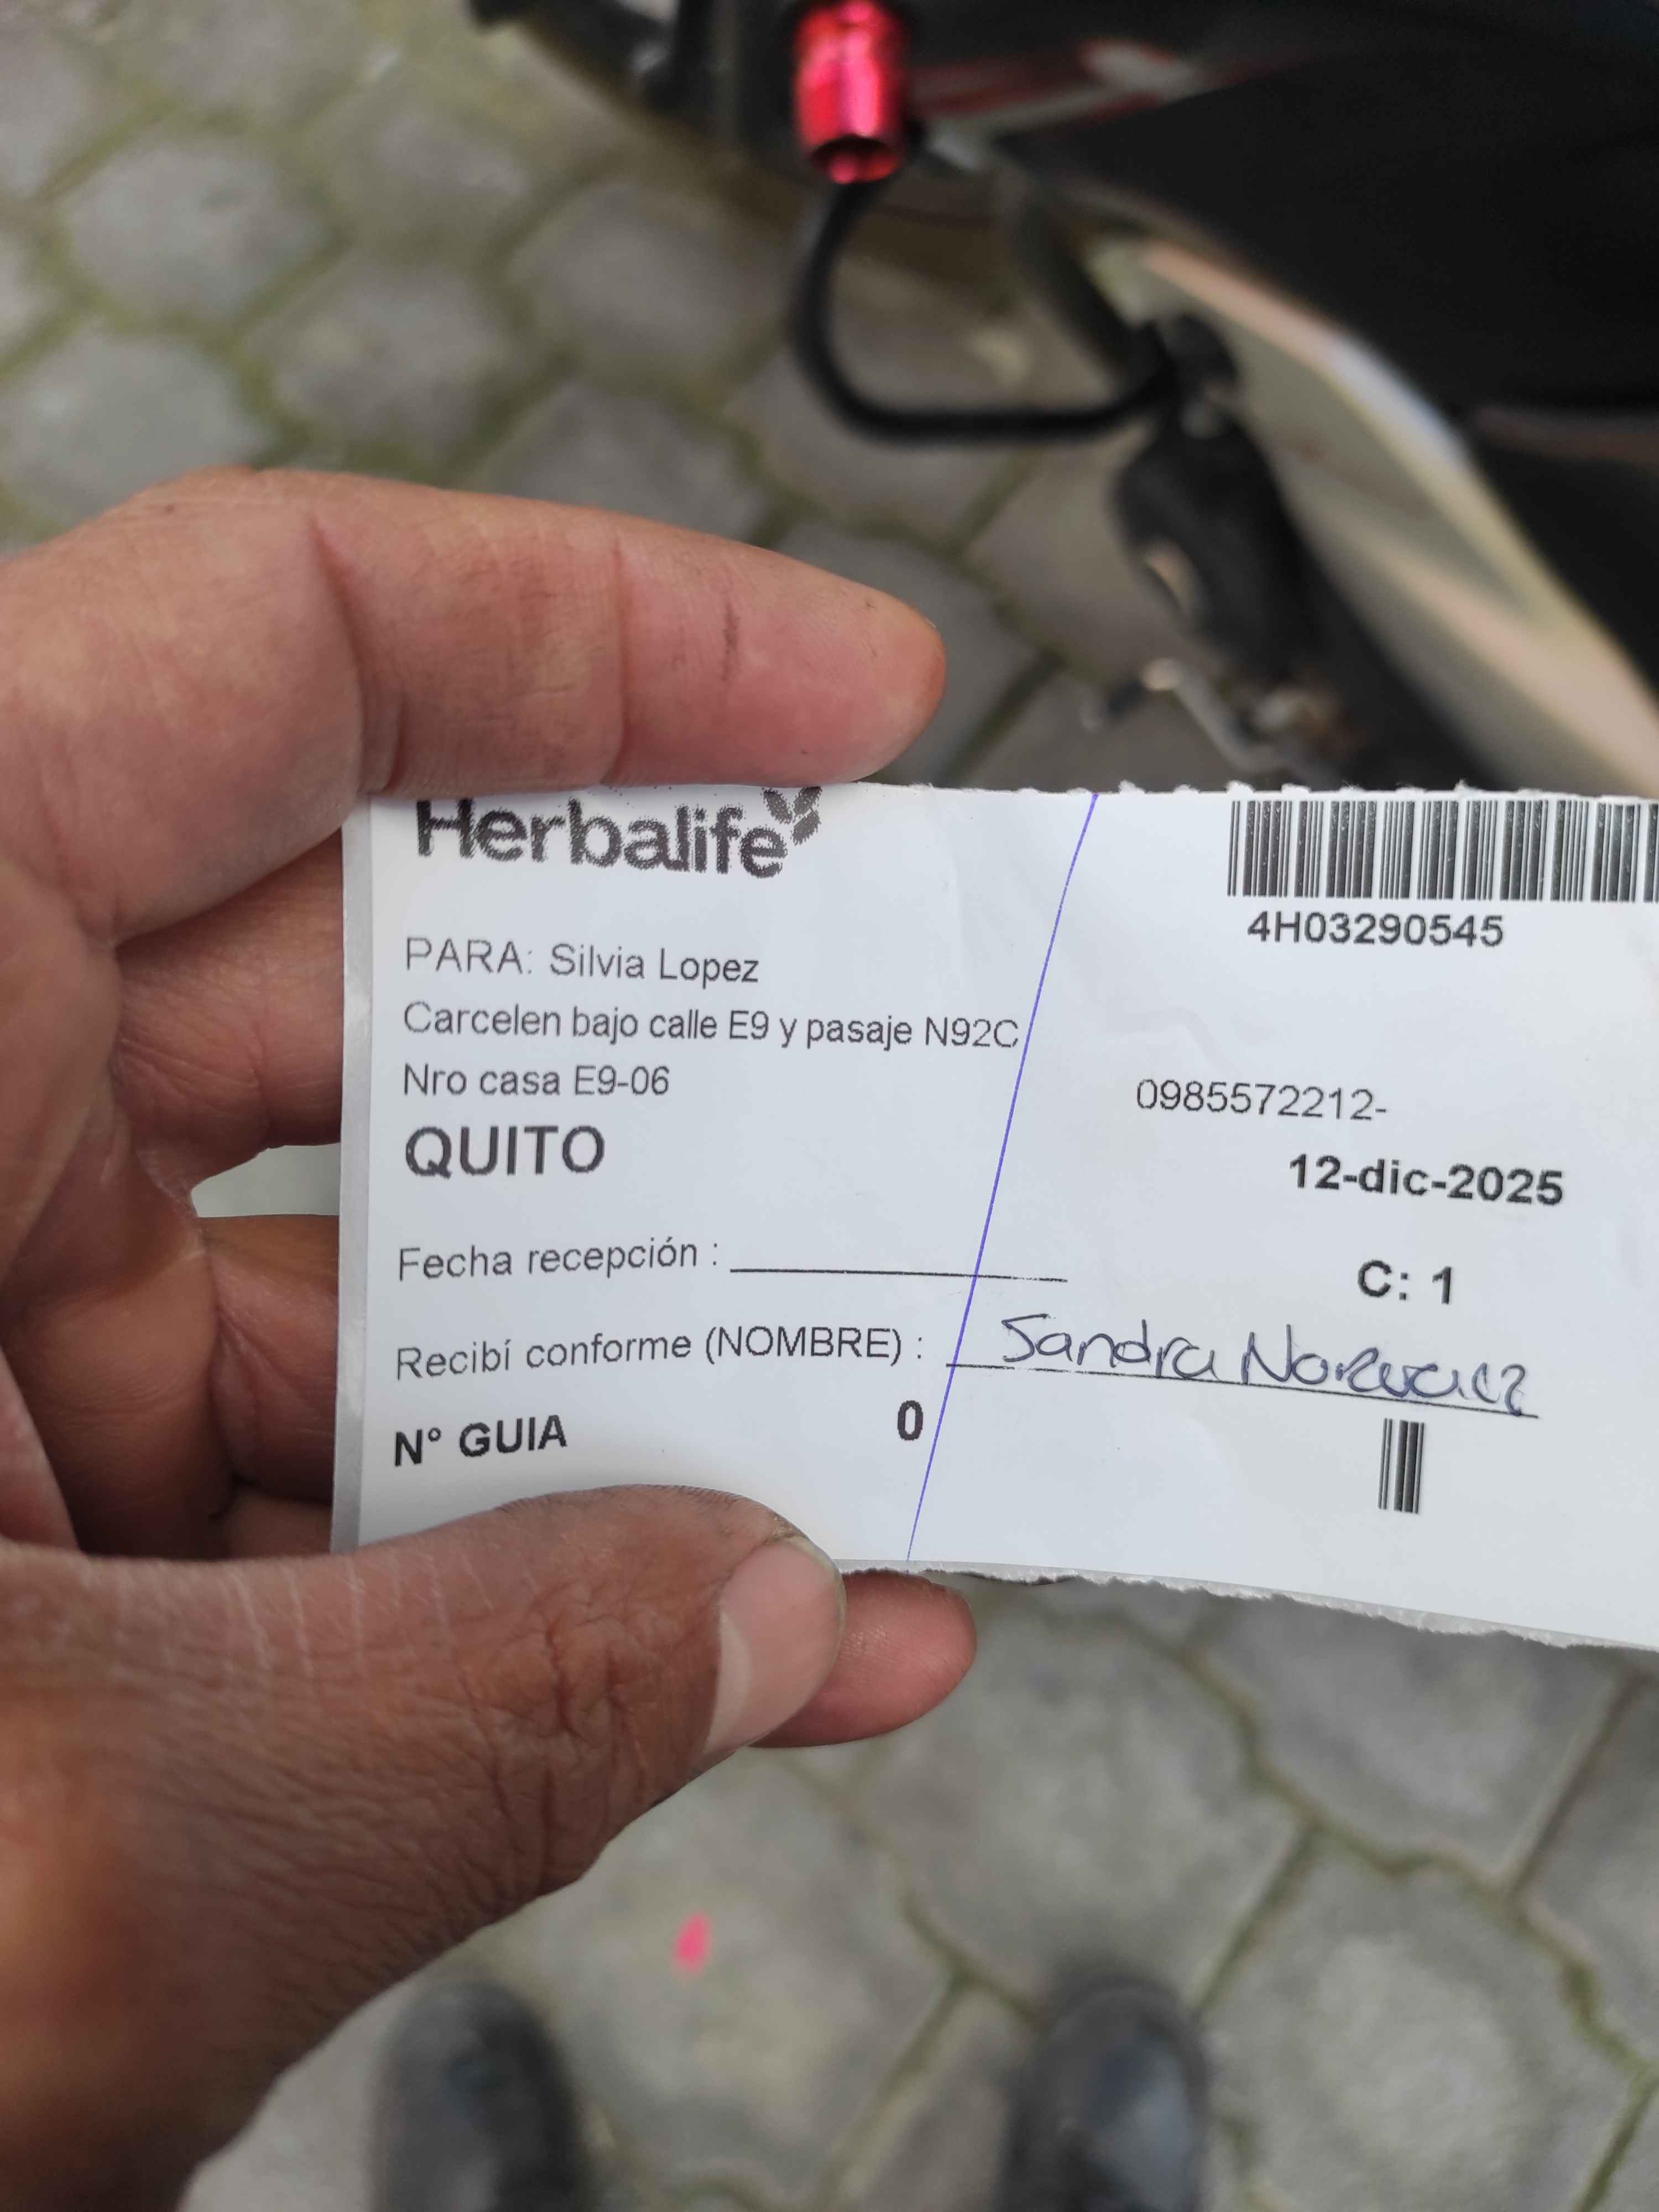 Herbalife
4H03290545
PARA: Silvia Lopez
Carcelen bajo calle E9 y pasaje N92C
Nro casa E9-06
0985572212-
QUITO
12-dic-2025
Fecha recepción :
C: 1
Recibí conforme (NOMBRE) : Sandra
N° GUIA 0